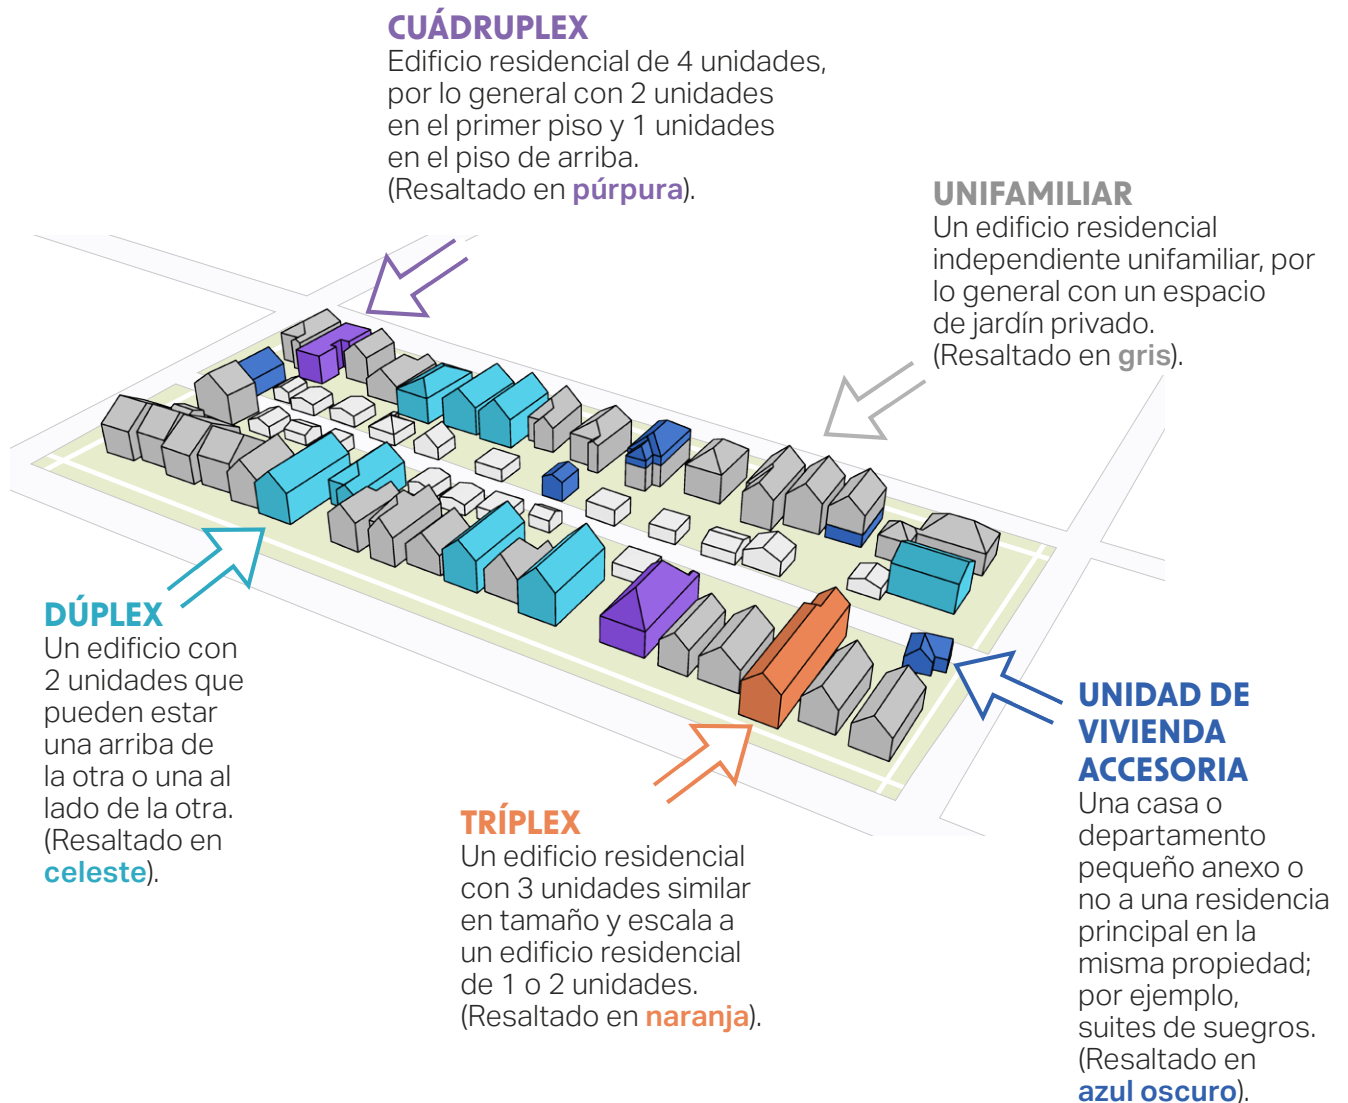 CUÁDRUPLEX
Edificio residencial de 4 unidades,
por lo general con 2 unidades
en el primer piso y 1 unidades
en el piso de arriba.
(Resaltado en púrpura).
UNIFAMILIAR
Un edificio residencial
independiente unifamiliar, por
lo general con un espacio
de jardín privado.
(Resaltado en gris).
DÚPLEX
Un edificio con
2 unidades que
pueden estar
una arriba de
la otra o una al
lado de la otra.
(Resaltado en
celeste).
TRÍPLEX
Un edificio residencial
con 3 unidades similar
en tamaño y escala a
un edificio residencial
de 1 o 2 unidades.
(Resaltado en naranja).
UNIDAD DE
VIVIENDA
ACCESORIA
Una casa o
departamento
pequeño anexo o
no a una residencia
principal en la
misma propiedad;
por ejemplo,
suites de suegros.
(Resaltado en
azul oscuro).